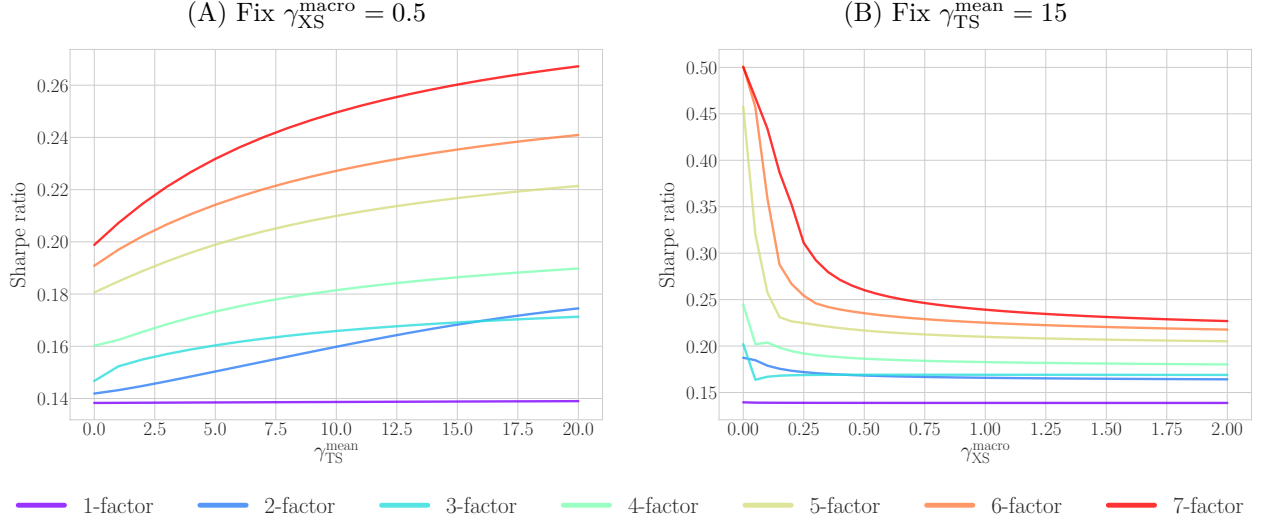 (A) Fix γ_XS^macro = 0.5
Sharpe ratio
0.26
0.24
0.22
0.20
0.18
0.16
0.14
0.0 2.5 5.0 7.5 10.0 12.5 15.0 17.5 20.0
γ_TS^mean
(B) Fix γ_TS^mean = 15
Sharpe ratio
0.50
0.45
0.40
0.35
0.30
0.25
0.20
0.15
0.00 0.25 0.50 0.75 1.00 1.25 1.50 1.75 2.00
γ_XS^macro
1-factor 2-factor 3-factor 4-factor 5-factor 6-factor 7-factor